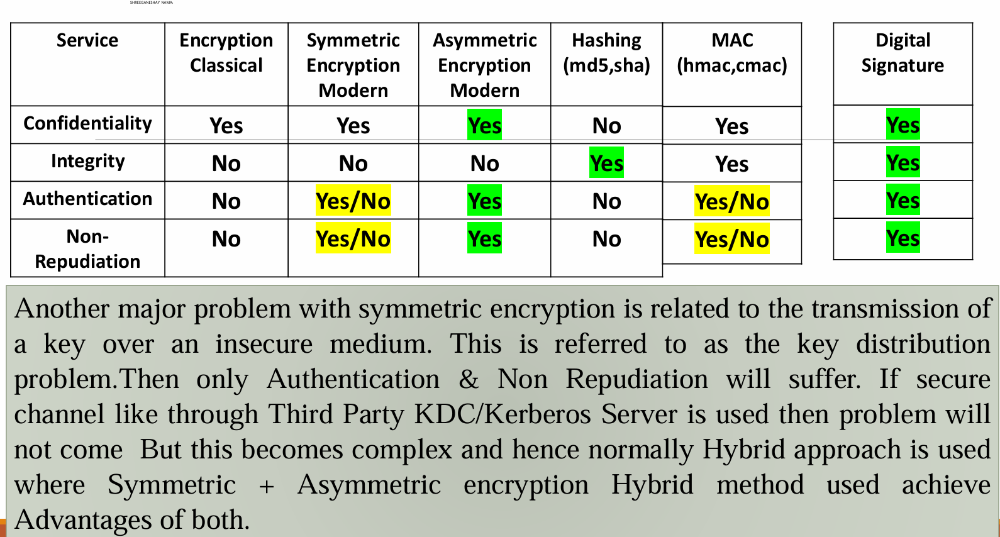 SHREEGANESHAY NAMA:
Service Encryption Classical Symmetric Encryption Modern Asymmetric Encryption Modern Hashing (md5,sha) MAC (hmac,cmac) Digital Signature
Confidentiality Yes Yes Yes No Yes Yes
Integrity No No No Yes Yes Yes
Authentication No Yes/No Yes No Yes/No Yes
Non-Repudiation No Yes/No Yes No Yes/No Yes
Another major problem with symmetric encryption is related to the transmission of
a key over an insecure medium. This is referred to as the key distribution
problem.Then only Authentication & Non Repudiation will suffer. If secure
channel like through Third Party KDC/Kerberos Server is used then problem will
not come But this becomes complex and hence normally Hybrid approach is used
where Symmetric + Asymmetric encryption Hybrid method used achieve
Advantages of both.